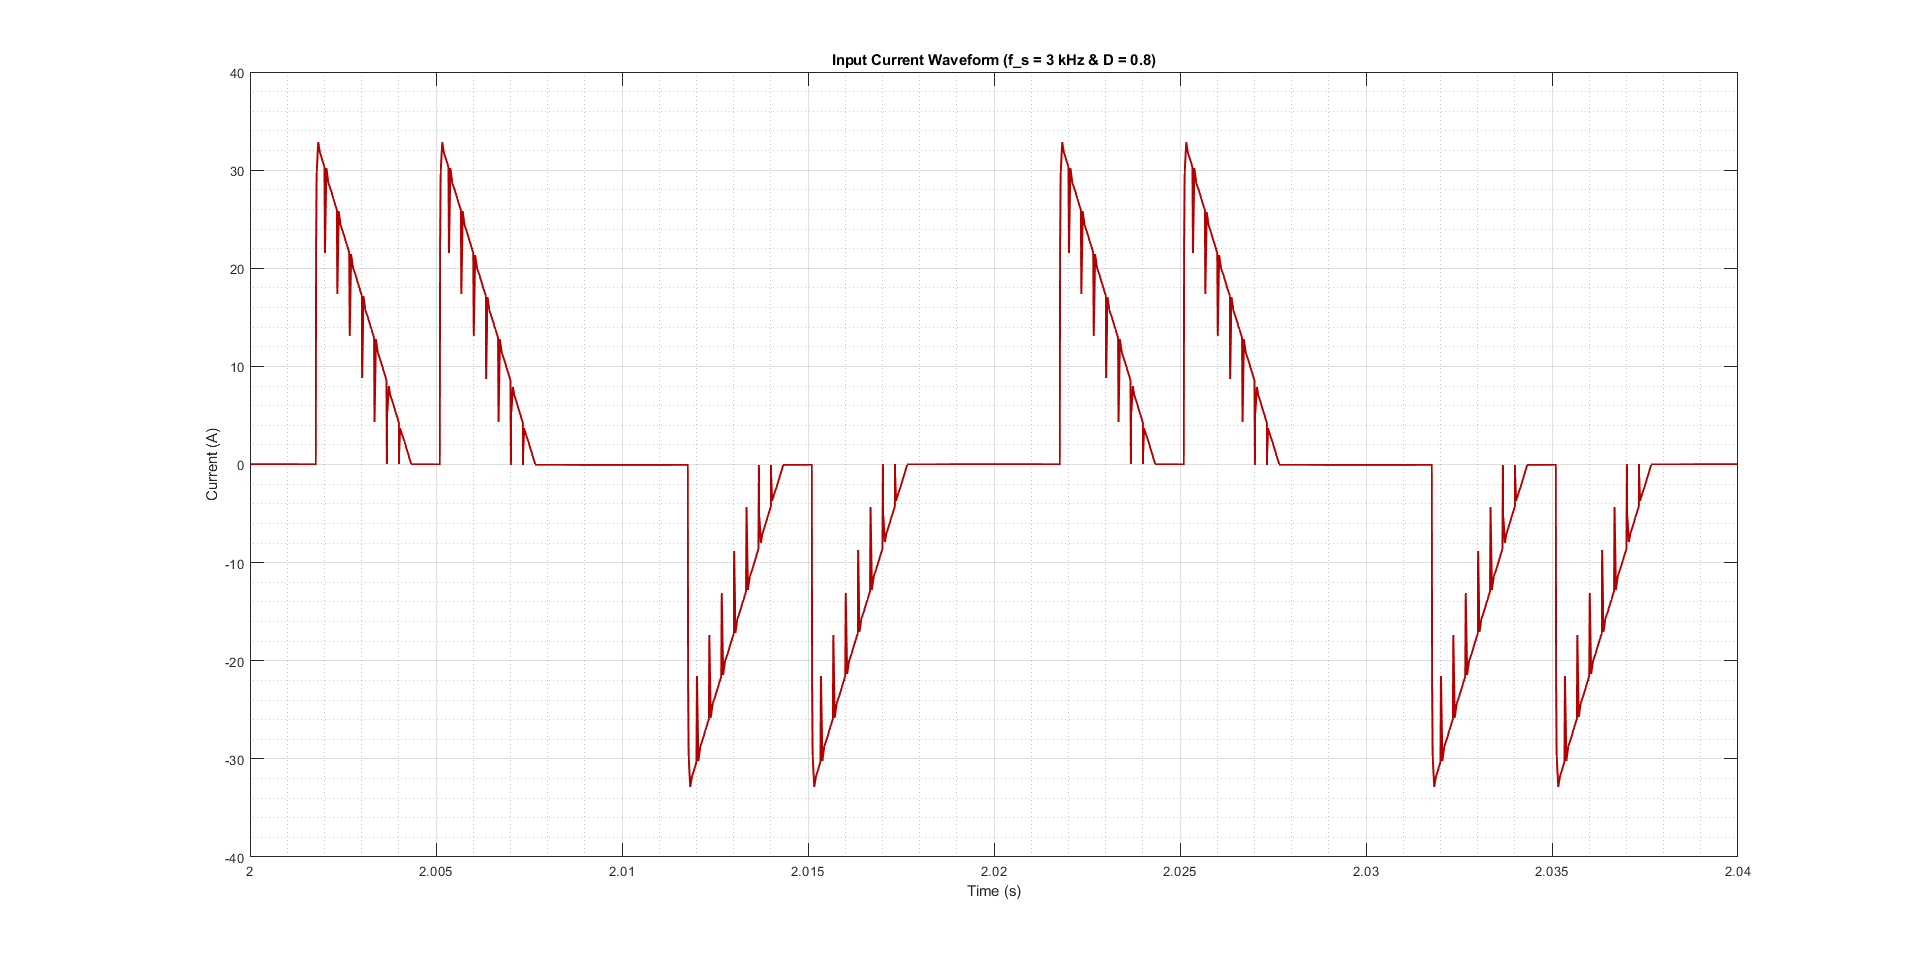 Input Current Waveform (f_s = 3 kHz & D = 0.8)
40
30
20
10
0
-10
-20
-30
-40
Current (A)
2 2.005 2.01 2.015 2.02 2.025 2.03 2.035 2.04
Time (s)